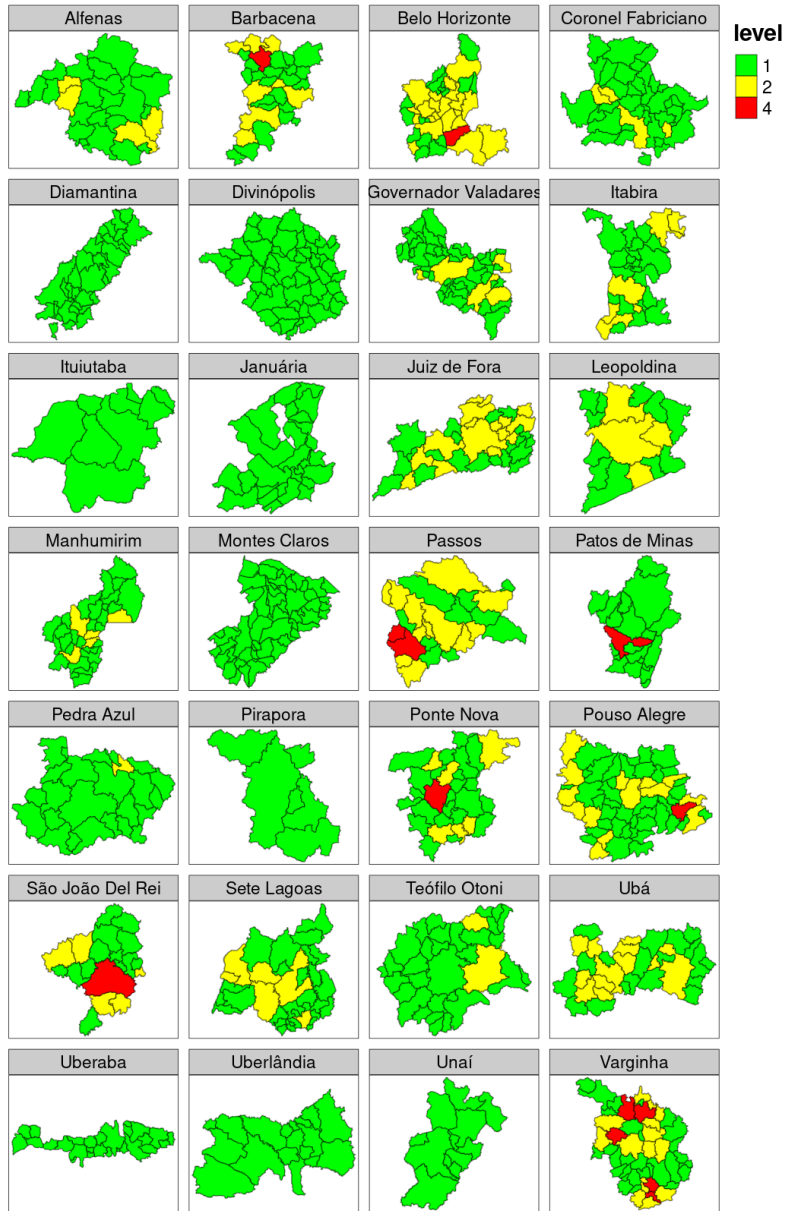 Alfenas
Barbacena
Belo Horizonte
Coronel Fabriciano
level
1
2
4
Diamantina
Divinópolis
Governador Valadares
Itabira
Ituiutaba
Januária
Juiz de Fora
Leopoldina
Manhumirim
Montes Claros
Passos
Patos de Minas
Pedra Azul
Pirapora
Ponte Nova
Pouso Alegre
São João Del Rei
Sete Lagoas
Teófilo Otoni
Ubá
Uberaba
Uberlândia
Unaí
Varginha